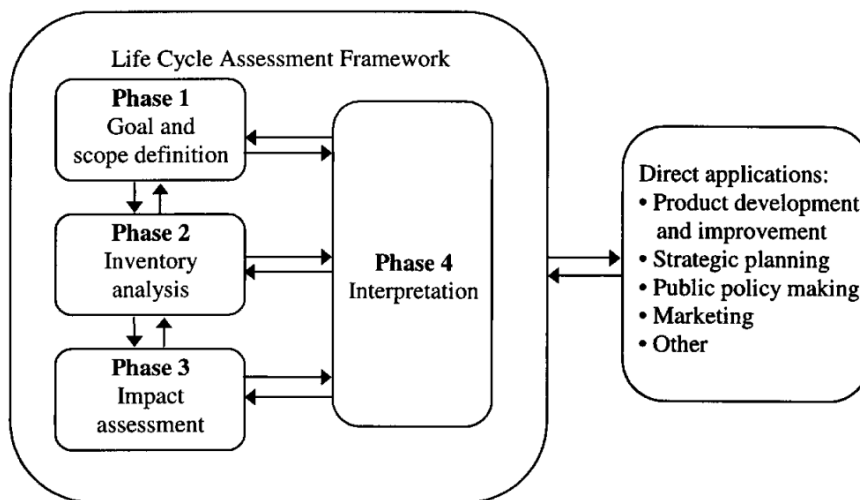 Life Cycle Assessment Framework
Phase 1
Goal and
scope definition
Phase 2
Inventory
analysis
Phase 3
Impact
assessment
Phase 4
Interpretation
Direct applications:
• Product development
and improvement
• Strategic planning
• Public policy making
• Marketing
• Other